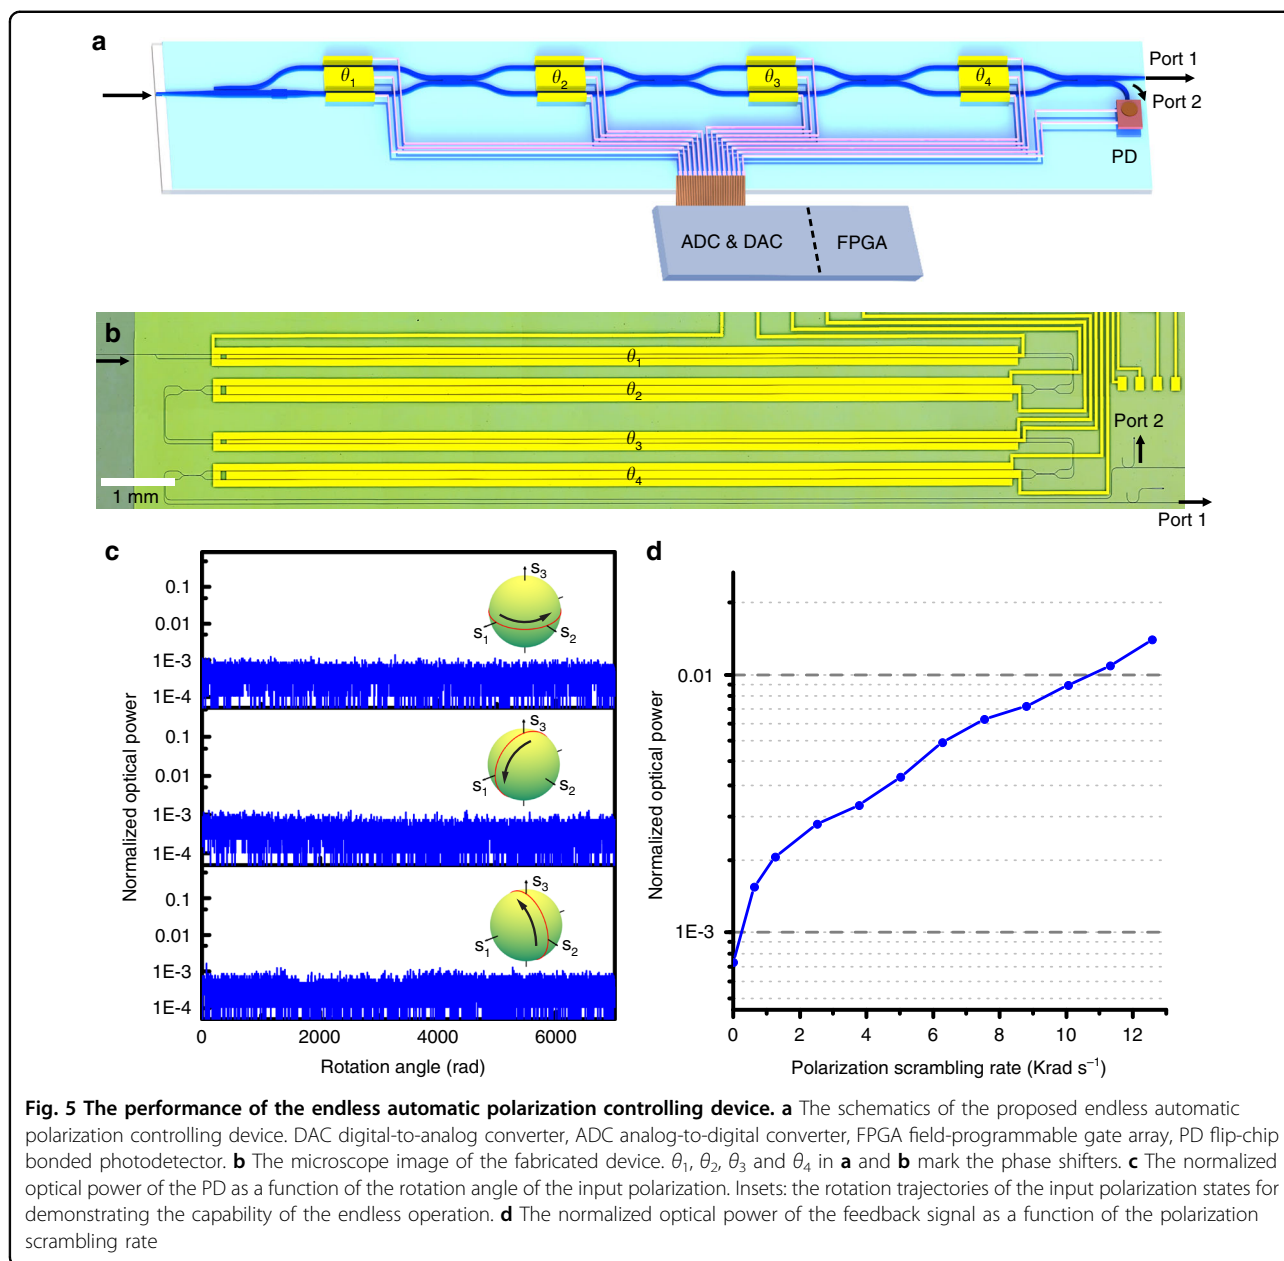 a
θ1
θ2
θ3
θ4
Port 1
Port 2
PD
ADC & DAC
FPGA
b
θ1
θ2
θ3
θ4
1 mm
Port 2
Port 1
c
Normalized optical power
0.1
0.01
1E-3
1E-4
S3
S1
S2
0.1
0.01
1E-3
1E-4
S3
S1
S2
0.1
0.01
1E-3
1E-4
S3
S1
S2
0 2000 4000 6000
Rotation angle (rad)
d
Normalized optical power
0.01
1E-3
0 2 4 6 8 10 12
Polarization scrambling rate (Krad s⁻¹)
Fig. 5 The performance of the endless automatic polarization controlling device. a The schematics of the proposed endless automatic
polarization controlling device. DAC digital-to-analog converter, ADC analog-to-digital converter, FPGA field-programmable gate array, PD flip-chip
bonded photodetector. b The microscope image of the fabricated device. θ1, θ2, θ3 and θ4 in a and b mark the phase shifters. c The normalized
optical power of the PD as a function of the rotation angle of the input polarization. Insets: the rotation trajectories of the input polarization states for
demonstrating the capability of the endless operation. d The normalized optical power of the feedback signal as a function of the polarization
scrambling rate